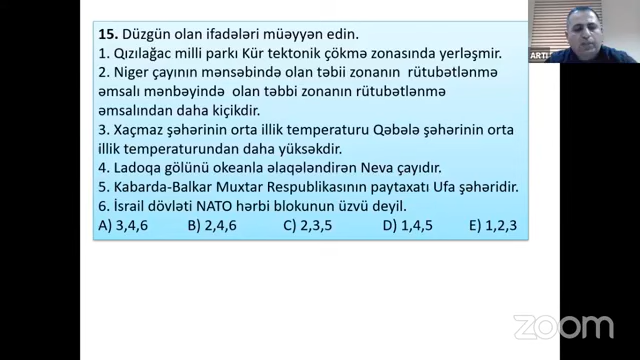 15. Düzgün olan ifadələri müəyyən edin.
1. Qızılağac milli parkı Kür tektonik çökmə zonasında yerləşmir.
2. Niger çayının mənsəbində olan təbii zonanın rütubətlənmə
əmsalı mənbəyində olan təbbi zonanın rütubətlənmə
əmsalından daha kiçikdir.
3. Xaçmaz şəhərinin orta illik temperaturu Qəbələ şəhərinin orta
illik temperaturundan daha yüksəkdir.
4. Ladoqa gölünü okeanla əlaqələndirən Neva çayıdır.
5. Kabarda-Balkar Muxtar Respublikasının paytaxatı Ufa şəhəridir.
6. İsrail dövləti NATO hərbi blokunun üzvü deyil.
A) 3,4,6 B) 2,4,6 C) 2,3,5 D) 1,4,5 E) 1,2,3
zoom